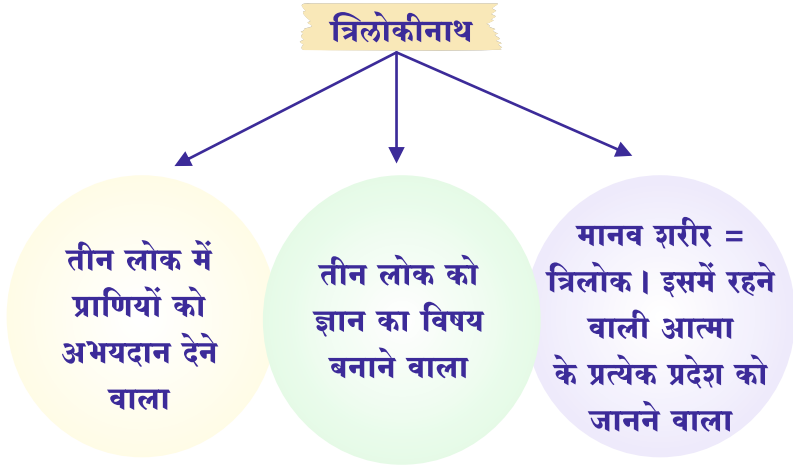 त्रिलोकीनाथ
तीन लोक में
प्राणियों को
अभयदान देने
वाला
तीन लोक को
ज्ञान का विषय
बनाने वाला
मानव शरीर =
त्रिलोक। इसमें रहने
वाली आत्मा
के प्रत्येक प्रदेश को
जानने वाला